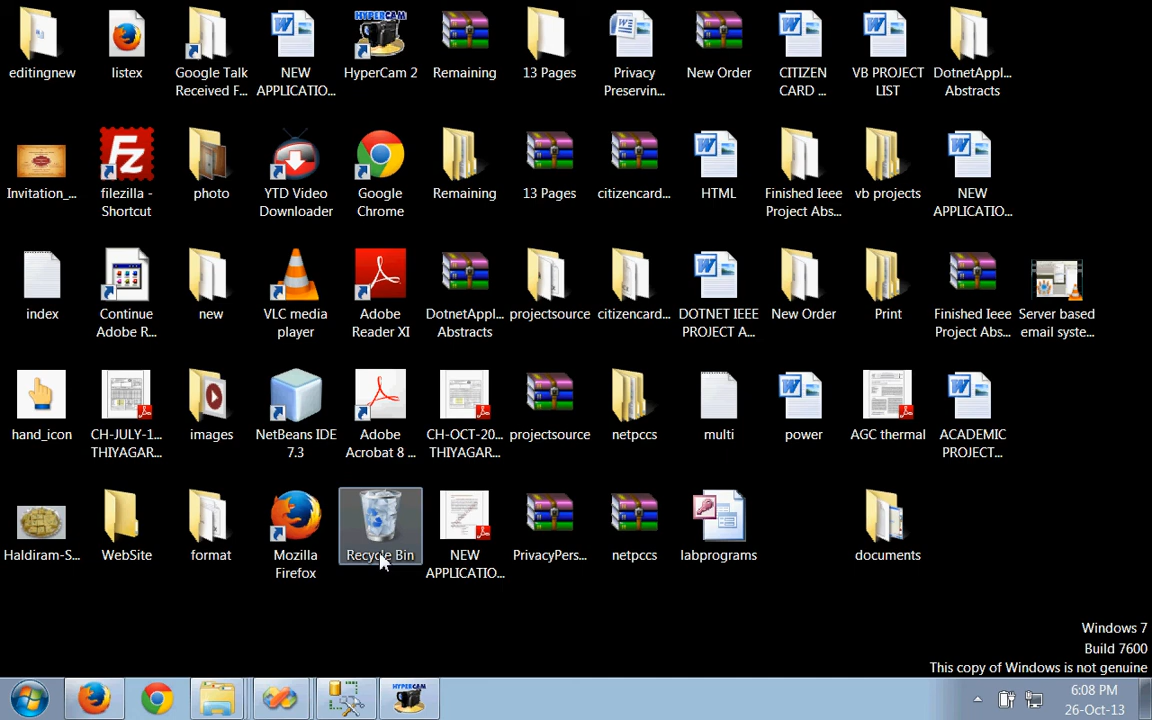 editingnew
listex
Google Talk
Received F...
NEW
APPLICATIO...
HYPERCAM
HyperCam 2
Remaining
13 Pages
Privacy
Preservin...
New Order
CITIZEN
CARD ...
VB PROJECT
LIST
DotnetAppl...
Abstracts
Invitation_...
Fz
filezilla -
Shortcut
photo
YTD Video
Downloader
Google
Chrome
Remaining
13 Pages
citizencard...
HTML
Finished Ieee
Project Abs...
vb projects
NEW
APPLICATIO...
index
Continue
Adobe R...
new
VLC media
player
Adobe
Reader XI
DotnetAppl...
Abstracts
projectsource
citizencard...
DOTNET IEEE
PROJECT A...
New Order
Print
Finished Ieee
Project Abs...
Server based
email syste...
hand_icon
CH-JULY-1...
THIYAGAR...
images
NetBeans IDE
7.3
Adobe
Acrobat 8 ...
CH-OCT-20...
THIYAGAR...
projectsource
netpccs
multi
power
AGC thermal
ACADEMIC
PROJECT...
Haldiram-S...
WebSite
format
Mozilla
Firefox
Recycle Bin
NEW
APPLICATIO...
PrivacyPers...
netpccs
labprograms
documents
Windows 7
Build 7600
This copy of Windows is not genuine
HYPERCAM
6:08 PM
26-Oct-13